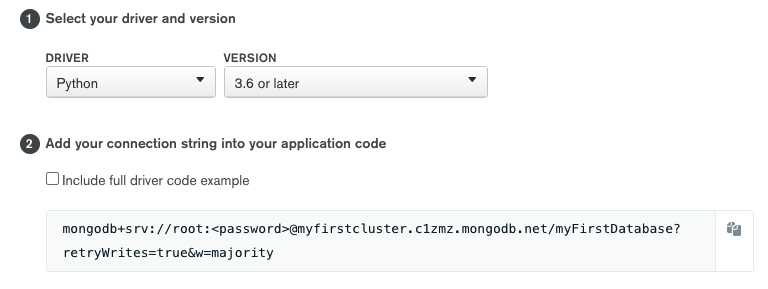 1 Select your driver and version
DRIVER VERSION
Python 3.6 or later
2 Add your connection string into your application code
Include full driver code example
mongodb+srv://root:<password>@myfirstcluster.c1zmz.mongodb.net/myFirstDatabase?
retryWrites=true&w=majority